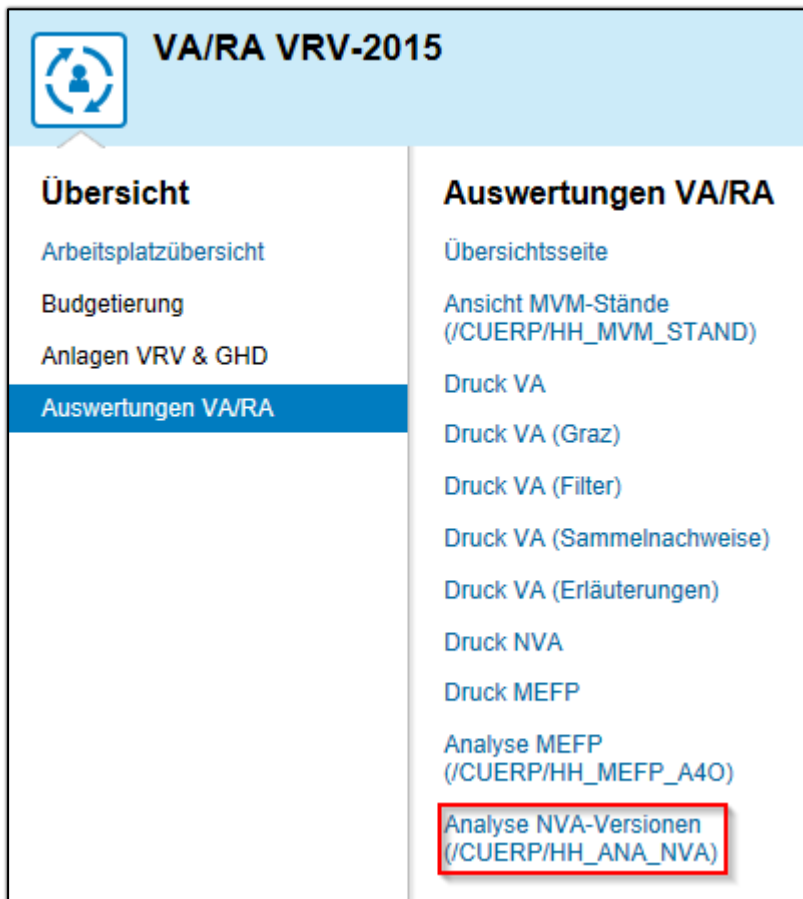 VA/RA VRV-2015
Übersicht
Arbeitsplatzübersicht
Budgetierung
Anlagen VRV & GHD
Auswertungen VA/RA
Auswertungen VA/RA
Übersichtsseite
Ansicht MVM-Stände
(/CUERP/HH_MVM_STAND)
Druck VA
Druck VA (Graz)
Druck VA (Filter)
Druck VA (Sammelnachweise)
Druck VA (Erläuterungen)
Druck NVA
Druck MEFP
Analyse MEFP
(/CUERP/HH_MEFP_A4O)
Analyse NVA-Versionen
(/CUERP/HH_ANA_NVA)